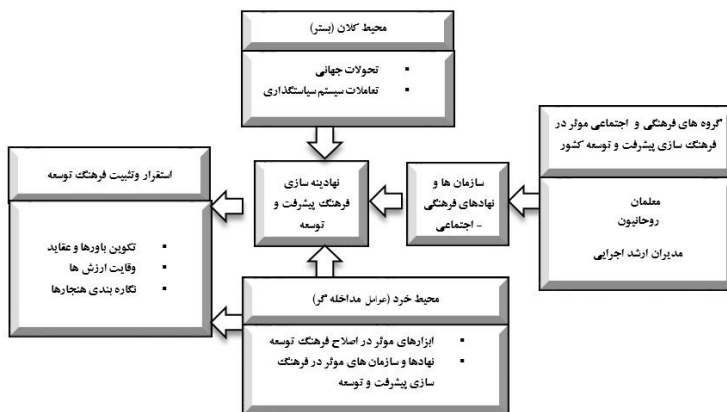 محیط کلان (بستر)
تحولات جهانی
تعاملات سیستم سیاستگذاری
گروه های فرهنگی و اجتماعی موثر در
فرهنگ سازی پیشرفت و توسعه کشور
معلمان
روحانیون
مدیران ارشد اجرایی
سازمان ها و
نهادهای فرهنگی
- اجتماعی
نهادینه سازی
فرهنگ پیشرفت و
توسعه
استقرار وتثبیت فرهنگ توسعه
تکوین باورها و عقاید
وقایت ارزش ها
نگاره بندی هنجارها
محیط خرد (عوامل مداخله گر)
ابزارهای موثر در اصلاح فرهنگ توسعه
نهادها و سازمان های موثر در فرهنگ
سازی پیشرفت و توسعه